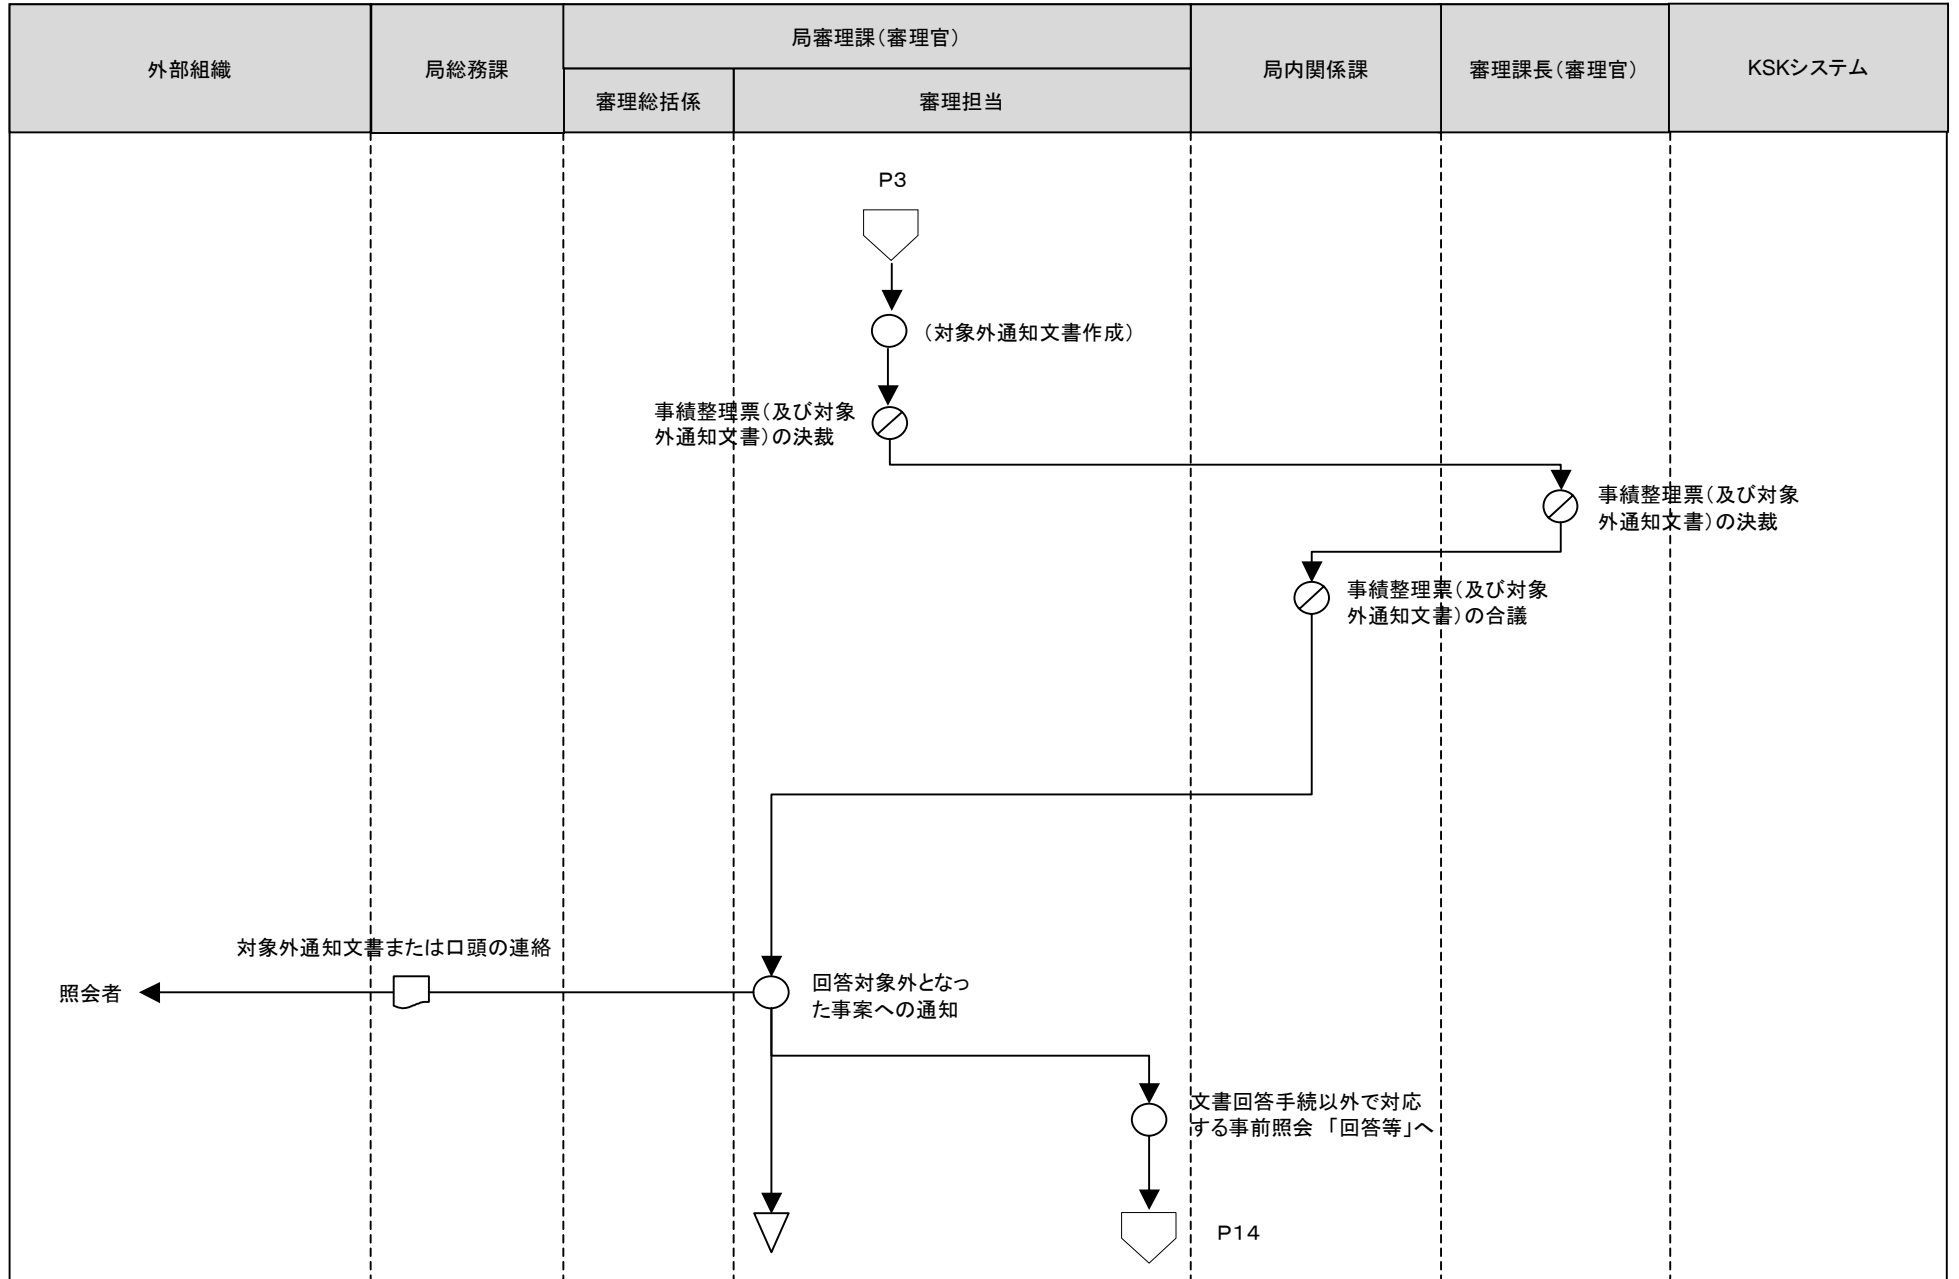 外部組織
局総務課
局審理課（審理官）
審理総括係
審理担当
局内関係課
審理課長（審理官）
KSKシステム
P3
（対象外通知文書作成）
事績整理票（及び対象
外通知文書）の決裁
事績整理票（及び対象
外通知文書）の決裁
事績整理票（及び対象
外通知文書）の合議
対象外通知文書または口頭の連絡
照会者
回答対象外となっ
た事案への通知
文書回答手続以外で対応
する事前照会 「回答等」へ
P14